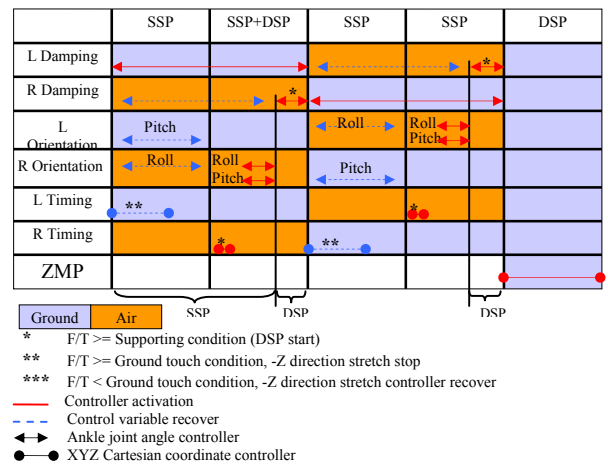 SSP SSP+DSP SSP SSP DSP
L Damping *
R Damping *
L Orientation Pitch Roll Roll Pitch
R Orientation Roll Roll Pitch Pitch
L Timing ** *
R Timing * **
ZMP
SSP DSP DSP
Ground Air
* F/T >= Supporting condition (DSP start)
** F/T >= Ground touch condition, -Z direction stretch stop
*** F/T < Ground touch condition, -Z direction stretch controller recover
Controller activation
Control variable recover
Ankle joint angle controller
XYZ Cartesian coordinate controller